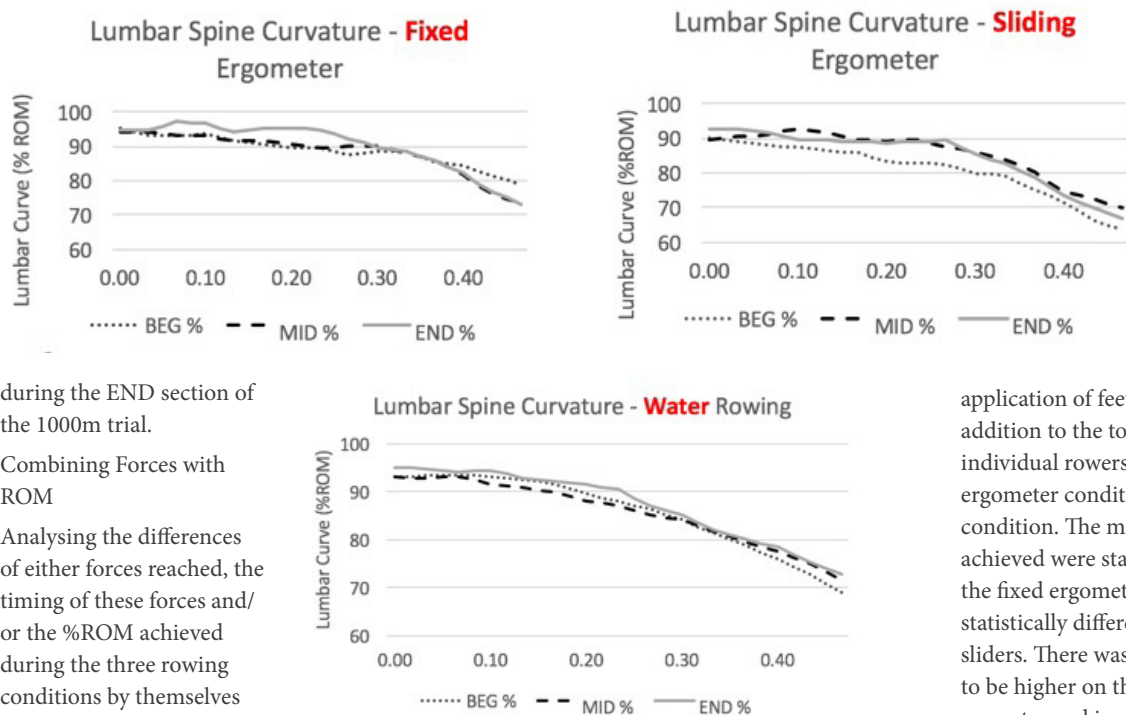 Lumbar Spine Curvature - Fixed
Ergometer
Lumbar Curve (% ROM)
100
90
80
70
60
0.00 0.10 0.20 0.30 0.40
BEG % MID % END %
Lumbar Spine Curvature - Sliding
Ergometer
Lumbar Curve (%ROM)
100
90
80
70
60
0.00 0.10 0.20 0.30 0.40
BEG % MID % END %
during the END section of
the 1000m trial.
Combining Forces with
ROM
Analysing the differences
of either forces reached, the
timing of these forces and/
or the %ROM achieved
during the three rowing
conditions by themselves
Lumbar Spine Curvature - Water Rowing
Lumbar Curve (%ROM)
100
90
80
70
60
0.00 0.10 0.20 0.30 0.40
BEG % MID % END %
application of fee
addition to the to
individual rowers
ergometer condit
condition. The m
achieved were sta
the fixed ergomet
statistically differe
sliders. There was
to be higher on th